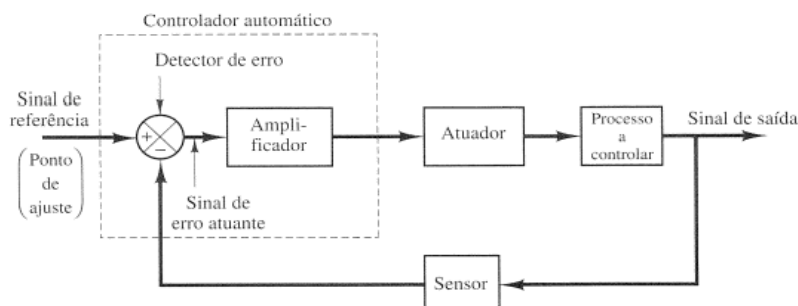 Controlador automático
Detector de erro
Sinal de
referência
(Ponto
de
ajuste)
+
−
Sinal de
erro atuante
Ampli-
ficador
Atuador
Processo
a
controlar
Sinal de saída
Sensor